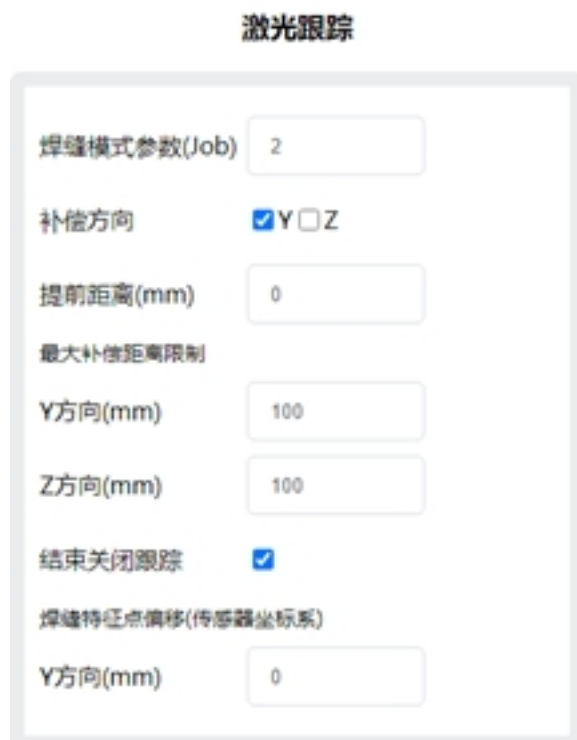 激光跟踪
焊缝模式参数(Job) 2
补偿方向 Y Z
提前距离(mm) 0
最大补偿距离限制
Y方向(mm) 100
Z方向(mm) 100
结束关闭跟踪
焊缝特征点偏移(传感器坐标系)
Y方向(mm) 0